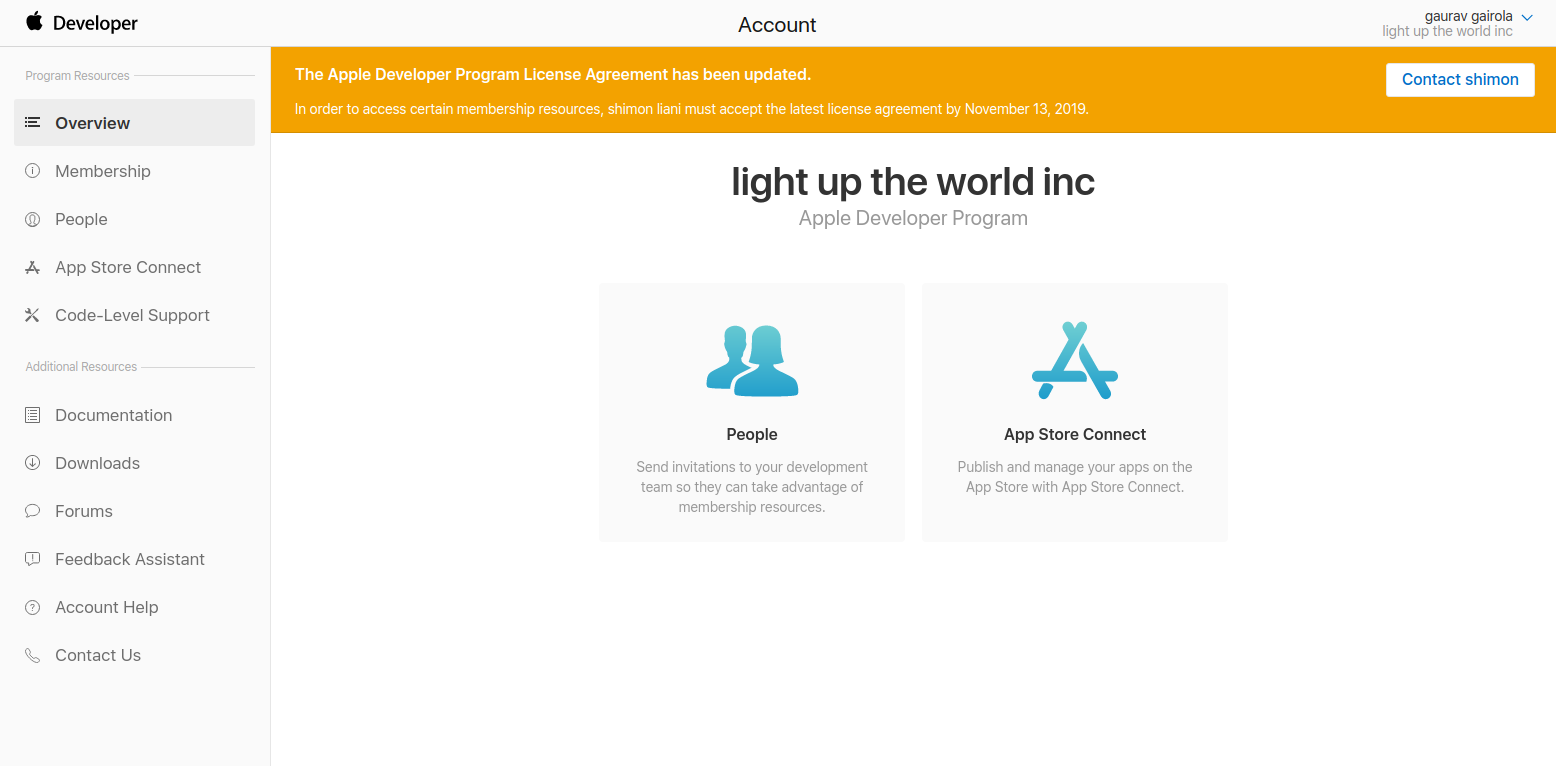 Developer
Account
gaurav gairola
light up the world inc
Program Resources
Overview
Membership
People
App Store Connect
Code-Level Support
Additional Resources
Documentation
Downloads
Forums
Feedback Assistant
Account Help
Contact Us
The Apple Developer Program License Agreement has been updated.
In order to access certain membership resources, shimon liani must accept the latest license agreement by November 13, 2019.
Contact shimon
light up the world inc
Apple Developer Program
People
Send invitations to your development
team so they can take advantage of
membership resources.
App Store Connect
Publish and manage your apps on the
App Store with App Store Connect.